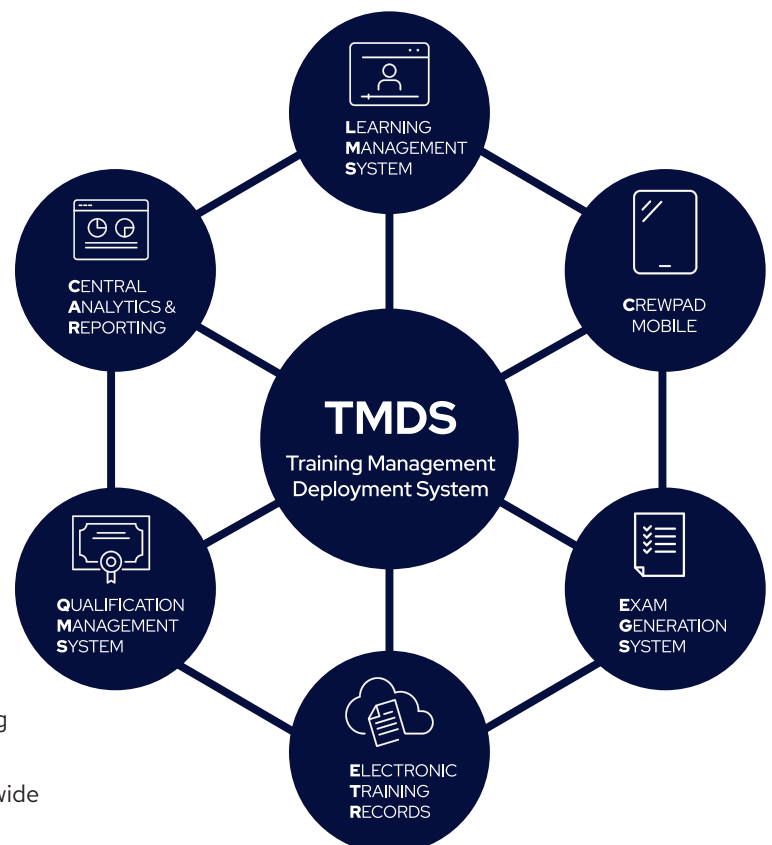 LEARNING
MANAGEMENT
SYSTEM
CENTRAL
ANALYTICS &
REPORTING
CREWPAD
MOBILE
TMDS
Training Management
Deployment System
QUALIFICATION
MANAGEMENT
SYSTEM
EXAM
GENERATION
SYSTEM
g
wide
ELECTRONIC
TRAINING
RECORDS